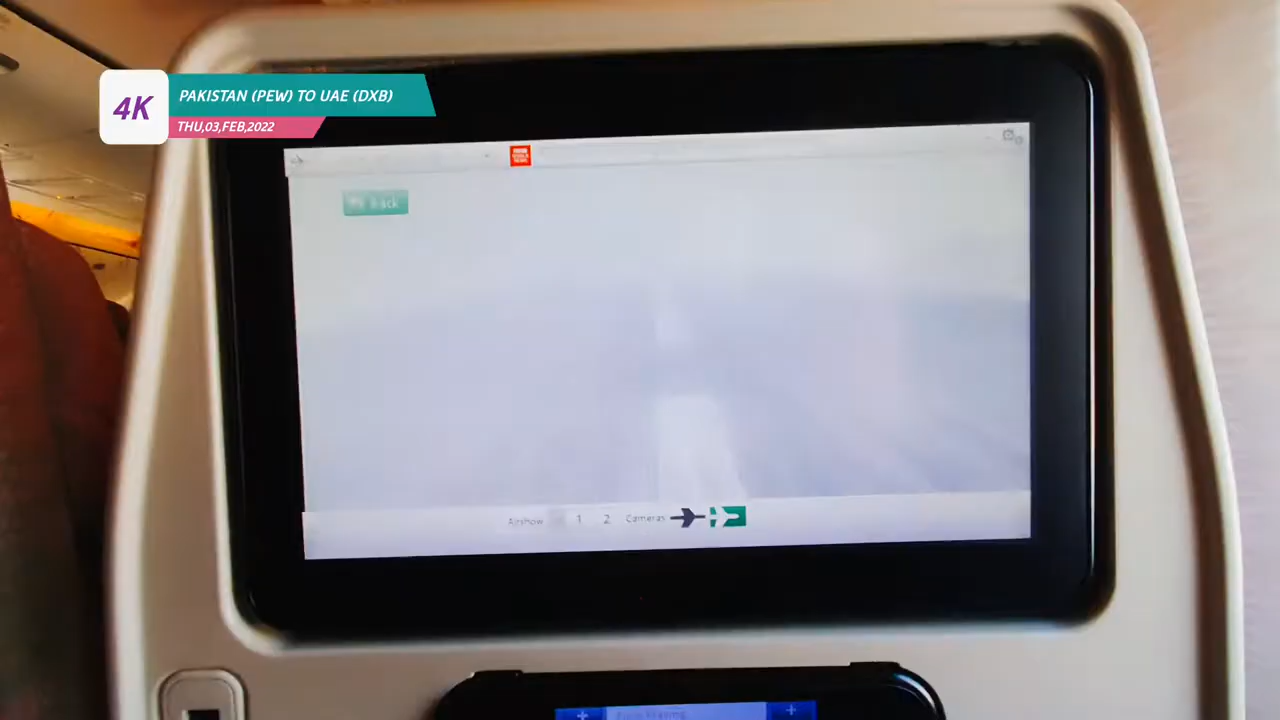 4K
PAKISTAN (PEW) TO UAE (DXB)
THU,03,FEB,2022
Back
Airshow 1 2 Cameras